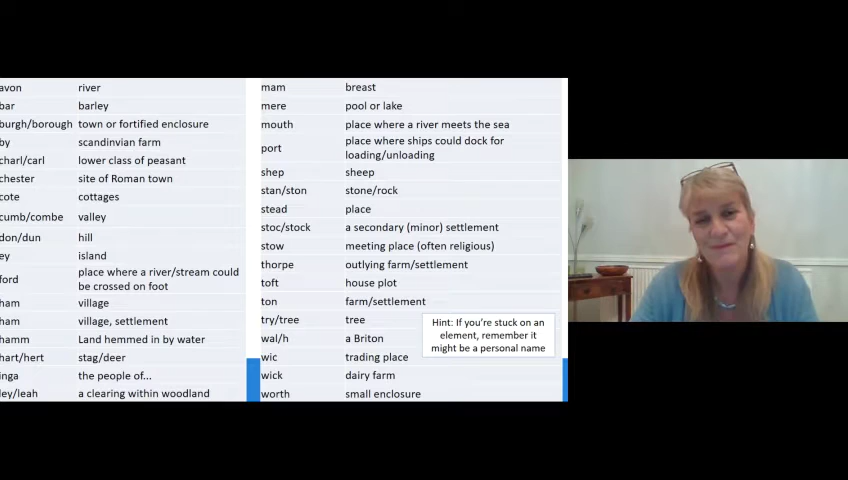 avon river
bar barley
burgh/borough town or fortified enclosure
by scandinvian farm
charl/carl lower class of peasant
chester site of Roman town
cote cottages
cumb/combe valley
don/dun hill
ey island
ford place where a river/stream could
be crossed on foot
ham village
ham village, settlement
hamm Land hemmed in by water
hart/hert stag/deer
inga the people of...
ley/leah a clearing within woodland
mam breast
mere pool or lake
mouth place where a river meets the sea
port place where ships could dock for
loading/unloading
shep sheep
stan/ston stone/rock
stead place
stoc/stock a secondary (minor) settlement
stow meeting place (often religious)
thorpe outlying farm/settlement
toft house plot
ton farm/settlement
try/tree tree
wal/h a Briton
wic trading place
wick dairy farm
worth small enclosure
Hint: If you're stuck on an
element, remember it
might be a personal name